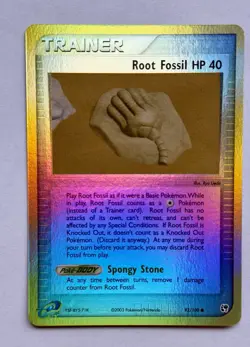 TRAINER
Root Fossil HP 40
Play Root Fossil as if it were a Basic Pokémon. While
in play, Root Fossil counts as a Pokémon
(instead of a Trainer card). Root Fossil has no
attacks of its own, can't retreat, and can't be
affected by any Special Conditions. If Root Fossil is
Knocked Out, it doesn't count as a Knocked Out
Pokémon. (Discard it anyway.) At any time during
your turn before your attack, you may discard
Root Fossil from play.
Poké-BODY Spongy Stone
At any time between turns, remove 1 damage counter
from Root Fossil.
©2003 Pokémon/Nintendo